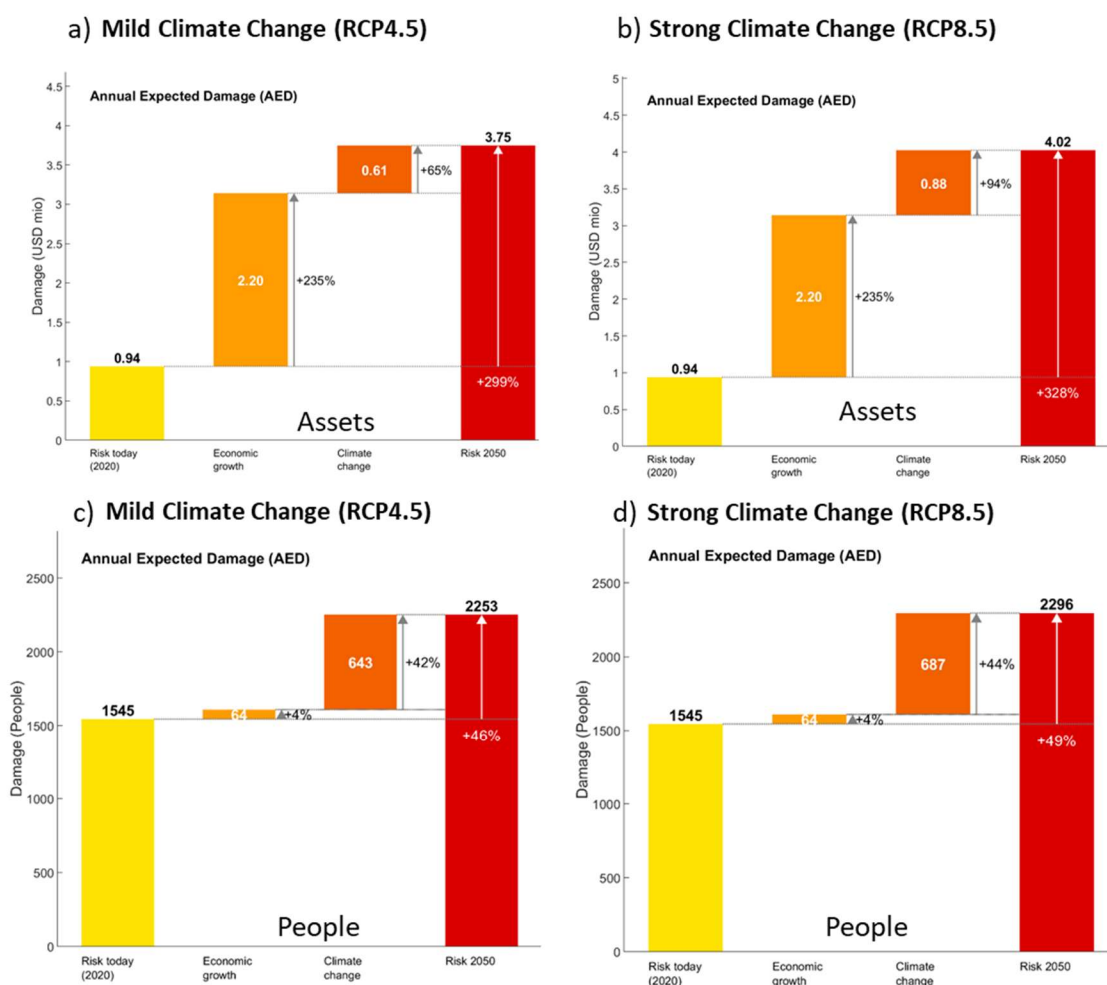 a) Mild Climate Change (RCP4.5)
Annual Expected Damage (AED)
Damage (USD mio)
4.5
4
3.5
3
2.5
2
1.5
1
0.5
0
0.94
2.20
+235%
0.61
+65%
3.75
+299%
Assets
Risk today
(2020)
Economic
growth
Climate
change
Risk 2050
b) Strong Climate Change (RCP8.5)
Annual Expected Damage (AED)
Damage (USD mio)
5
4.5
4
3.5
3
2.5
2
1.5
1
0.5
0
0.94
2.20
+235%
0.88
+94%
4.02
+328%
Assets
Risk today
(2020)
Economic
growth
Climate
change
Risk 2050
c) Mild Climate Change (RCP4.5)
Annual Expected Damage (AED)
Damage (People)
2500
2000
1500
1000
500
0
1545
64
+4%
643
+42%
2253
+46%
People
Risk today
(2020)
Economic
growth
Climate
change
Risk 2050
d) Strong Climate Change (RCP8.5)
Annual Expected Damage (AED)
Damage (People)
2500
2000
1500
1000
500
0
1545
64
+4%
687
+44%
2296
+49%
People
Risk today
(2020)
Economic
growth
Climate
change
Risk 2050